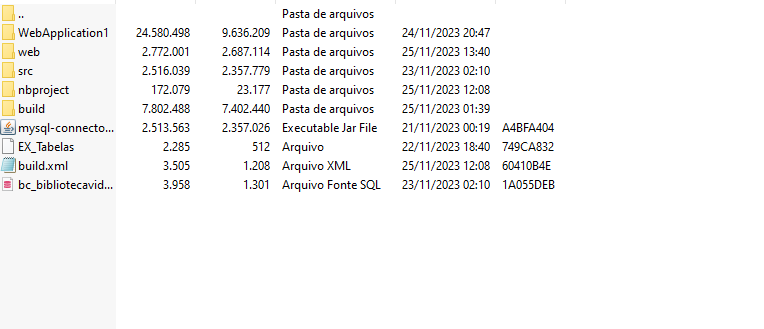 .. Pasta de arquivos
WebApplication1 24.580.498 9.636.209 Pasta de arquivos 24/11/2023 20:47
web 2.772.001 2.687.114 Pasta de arquivos 25/11/2023 13:40
src 2.516.039 2.357.779 Pasta de arquivos 23/11/2023 02:10
nbproject 172.079 23.177 Pasta de arquivos 25/11/2023 12:08
build 7.802.488 7.402.440 Pasta de arquivos 25/11/2023 01:39
mysql-connecto... 2.513.563 2.357.026 Executable Jar File 21/11/2023 00:19 A4BFA404
EX_Tabelas 2.285 512 Arquivo 22/11/2023 18:40 749CA832
build.xml 3.505 1.208 Arquivo XML 25/11/2023 12:08 60410B4E
bc_bibliotecavid... 3.958 1.301 Arquivo Fonte SQL 23/11/2023 02:10 1A055DEB